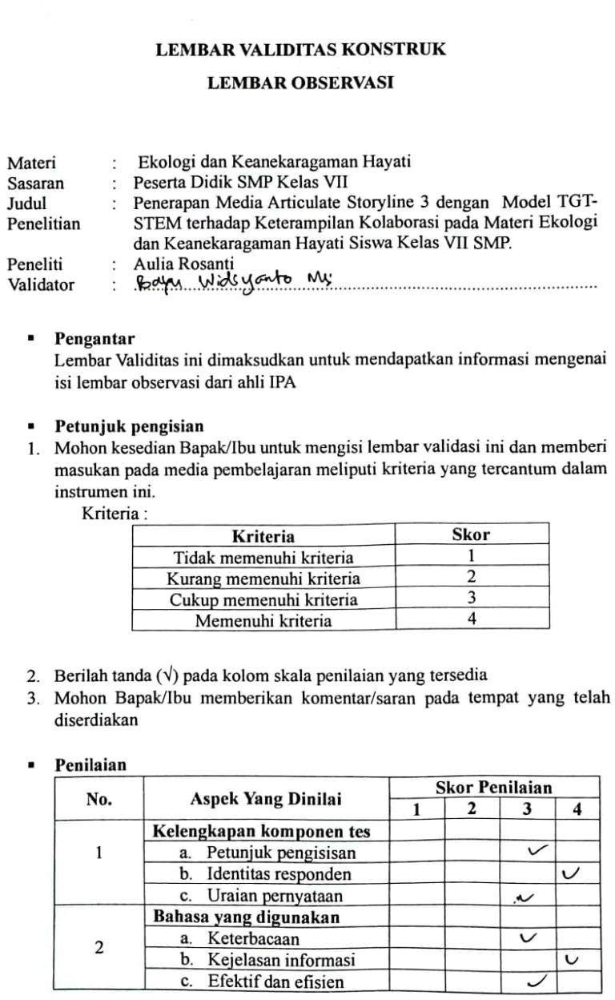 LEMBAR VALIDITAS KONSTRUK
LEMBAR OBSERVASI
Materi : Ekologi dan Keanekaragaman Hayati
Sasaran : Peserta Didik SMP Kelas VII
Judul : Penerapan Media Articulate Storyline 3 dengan Model TGT-
Penelitian STEM terhadap Keterampilan Kolaborasi pada Materi Ekologi
dan Keanekaragaman Hayati Siswa Kelas VII SMP.
Peneliti : Aulia Rosanti
Validator : Bayu
▪ Pengantar
Lembar Validitas ini dimaksudkan untuk mendapatkan informasi mengenai
isi lembar observasi dari ahli IPA
▪ Petunjuk pengisian
1. Mohon kesedian Bapak/Ibu untuk mengisi lembar validasi ini dan memberi
masukan pada media pembelajaran meliputi kriteria yang tercantum dalam
instrumen ini.
Kriteria :
Kriteria Skor
Tidak memenuhi kriteria 1
Kurang memenuhi kriteria 2
Cukup memenuhi kriteria 3
Memenuhi kriteria 4
2. Berilah tanda (√) pada kolom skala penilaian yang tersedia
3. Mohon Bapak/Ibu memberikan komentar/saran pada tempat yang telah
diserdiakan
▪ Penilaian
No. Aspek Yang Dinilai Skor Penilaian
1 2 3 4
Kelengkapan komponen tes
1 a. Petunjuk pengisisan ✓
b. Identitas responden ✓
c. Uraian pernyataan ✓
Bahasa yang digunakan
2 a. Keterbacaan ✓
b. Kejelasan informasi ✓
c. Efektif dan efisien ✓